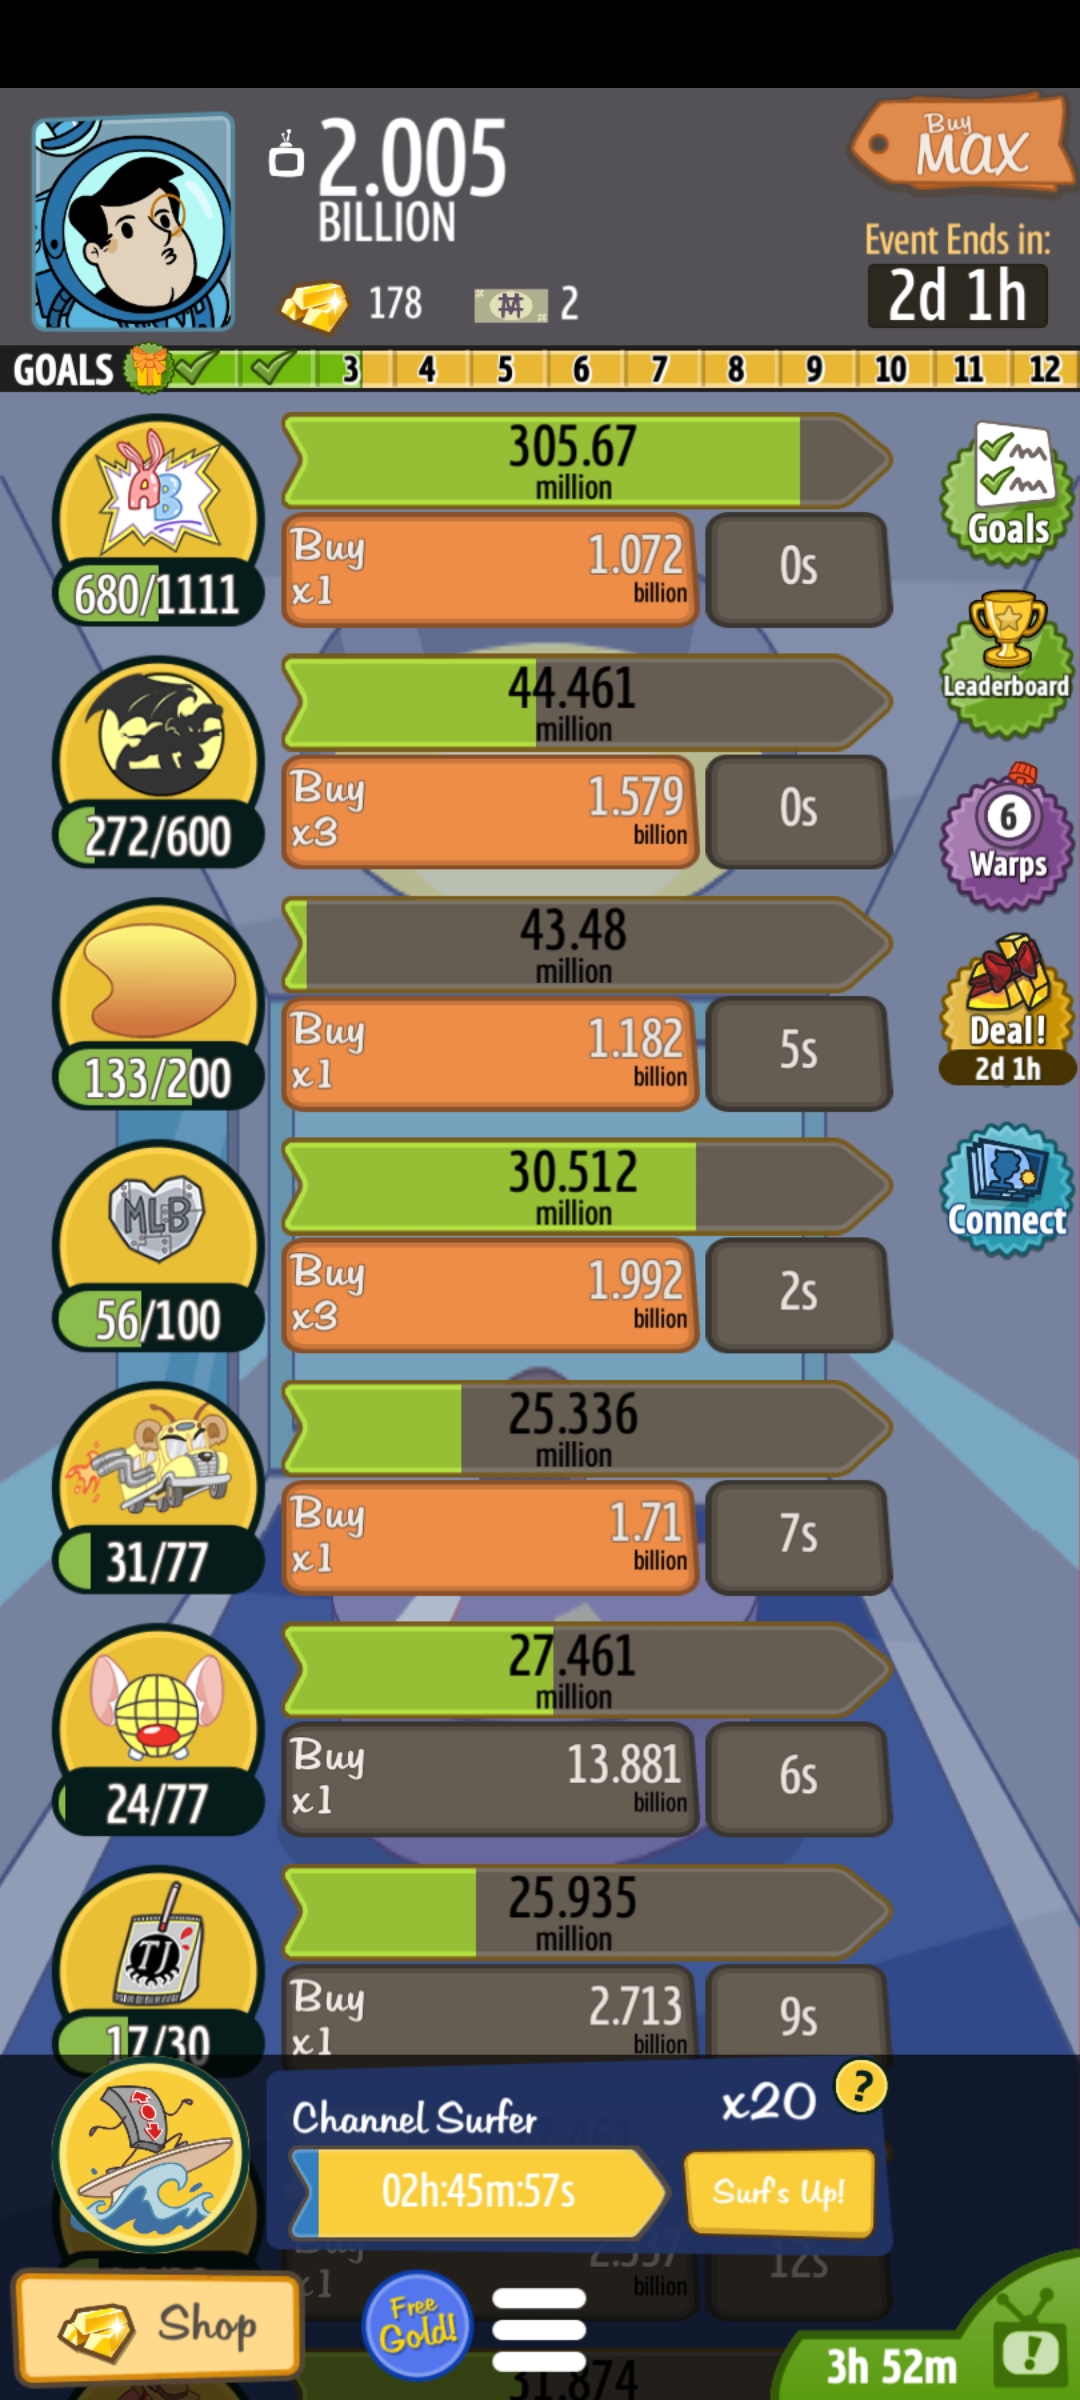 2.005
BILLION
Buy
MAX
Event Ends in:
2d 1h
178
2
GOALS
3 4 5 6 7 8 9 10 11 12
AB
680/1111
305.67
million
Buy
x1
1.072
billion
0s
Goals
272/600
44.461
million
Buy
x3
1.579
billion
0s
Leaderboard
6
Warps
133/200
43.48
million
Buy
x1
1.182
billion
5s
Deal!
2d 1h
MLB
56/100
30.512
million
Buy
x3
1.992
billion
2s
Connect
31/77
25.336
million
Buy
x1
1.71
billion
7s
24/77
27.461
million
Buy
x1
13.881
billion
6s
TJ
17/30
25.935
million
Buy
x1
2.713
billion
9s
Channel Surfer
x20
?
02h:45m:57s
Surf's Up!
Buy
x1
billion
12s
Shop
Free
Gold!
31.874
3h 52m
!